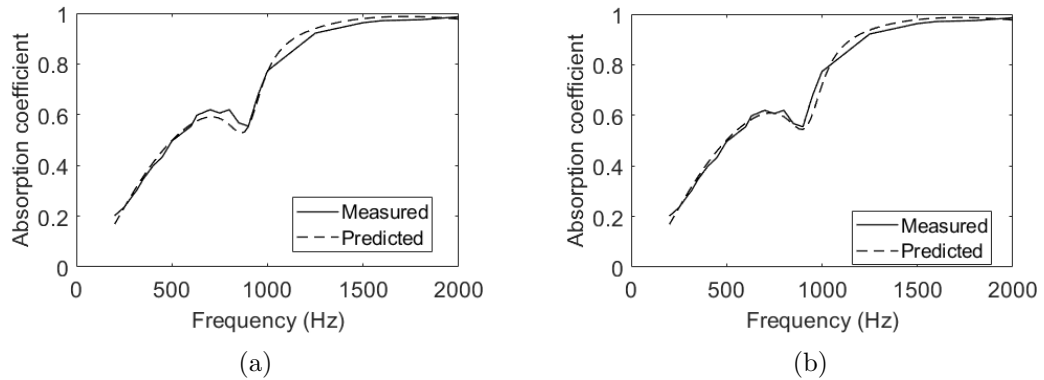 1
0.8
0.6
0.4
0.2
0
Absorption coefficient
Measured
Predicted
0 500 1000 1500 2000
Frequency (Hz)
(a)
1
0.8
0.6
0.4
0.2
0
Absorption coefficient
Measured
Predicted
0 500 1000 1500 2000
Frequency (Hz)
(b)